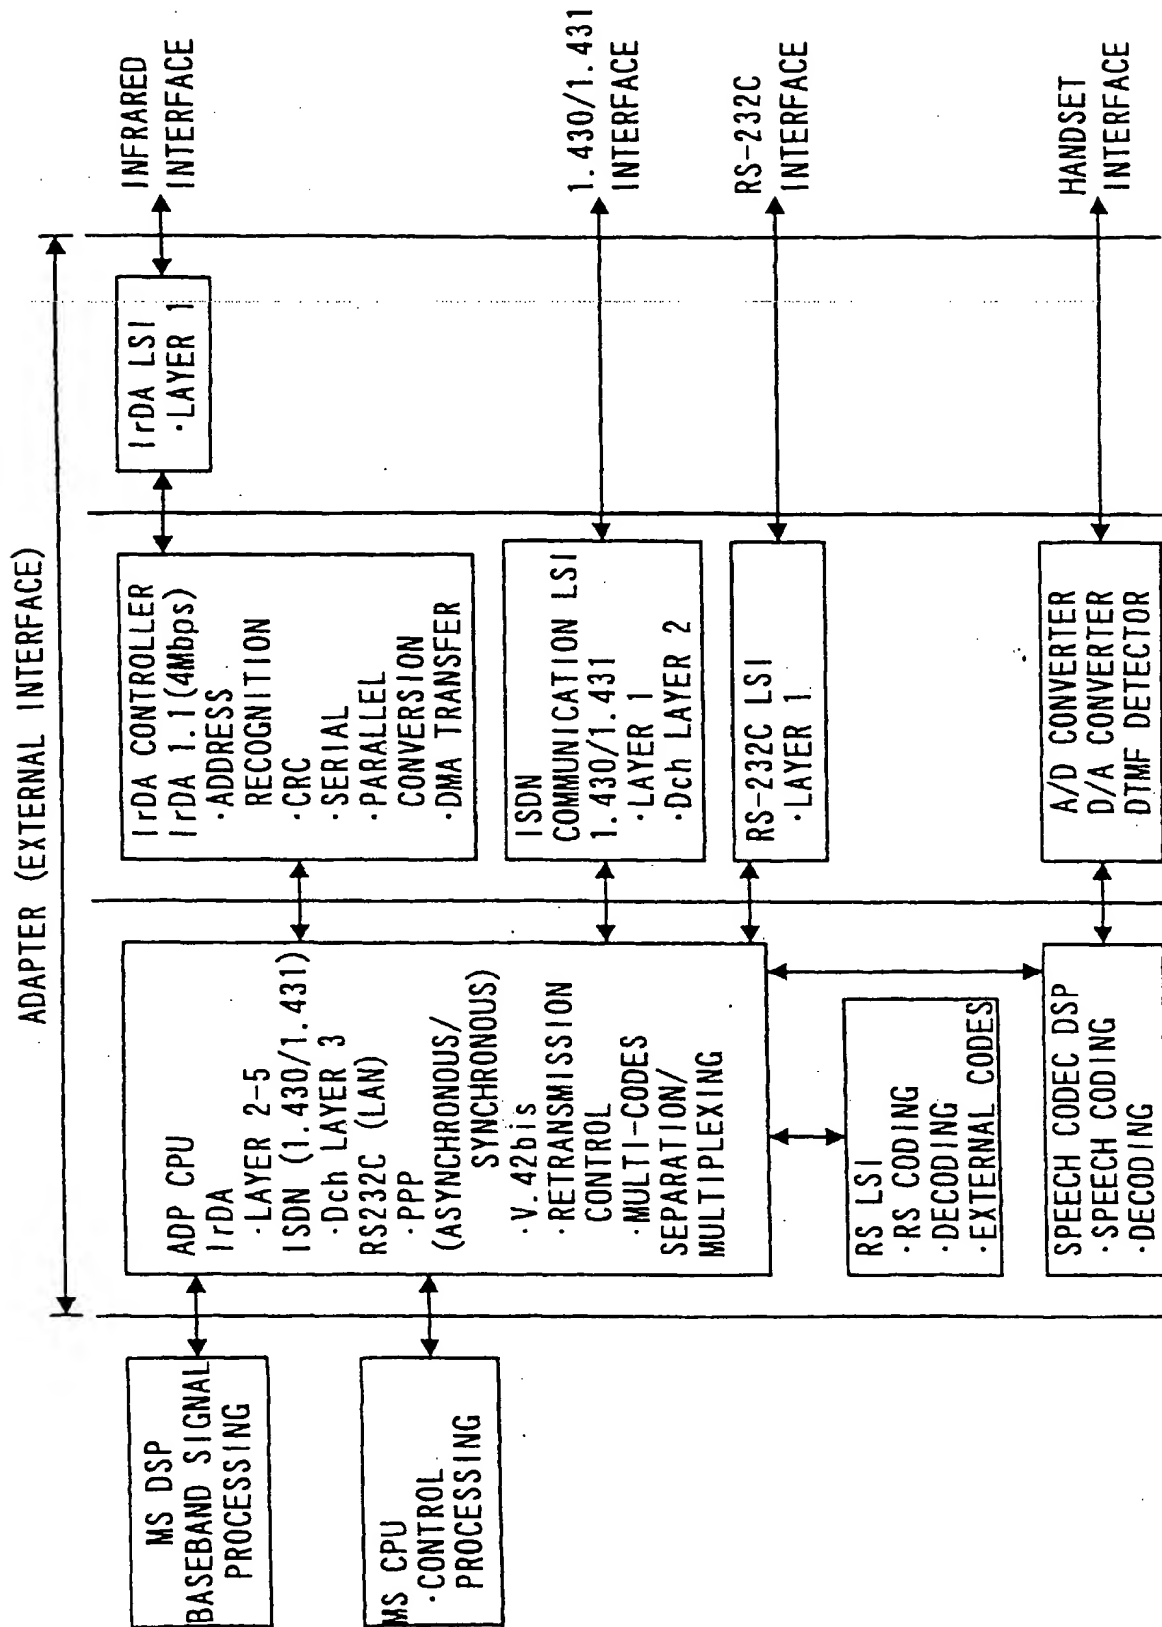 ADAPTER (EXTERNAL INTERFACE)
MS DSP
BASEBAND SIGNAL
PROCESSING
MS CPU
·CONTROL
PROCESSING
ADP CPU
IrDA
·LAYER 2-5
ISDN (1.430/1.431)
·Dch LAYER 3
RS232C (LAN)
·PPP
(ASYNCHRONOUS/
SYNCHRONOUS)
·V.42bis
·RETRANSMISSION
CONTROL
·MULTI-CODES
SEPARATION/
MULTIPLEXING
RS LSI
·RS CODING
·DECODING
·EXTERNAL CODES
SPEECH CODEC DSP
·SPEECH CODING
·DECODING
IrDA CONTROLLER
IrDA 1.1(4Mbps)
·ADDRESS
RECOGNITION
·CRC
·SERIAL
·PARALLEL
CONVERSION
·DMA TRANSFER
ISDN
COMMUNICATION LSI
1.430/1.431
·LAYER 1
·Dch LAYER 2
RS-232C LSI
·LAYER 1
A/D CONVERTER
D/A CONVERTER
DTMF DETECTOR
IrDA LSI
·LAYER 1
INFRARED
INTERFACE
1.430/1.431
INTERFACE
RS-232C
INTERFACE
HANDSET
INTERFACE